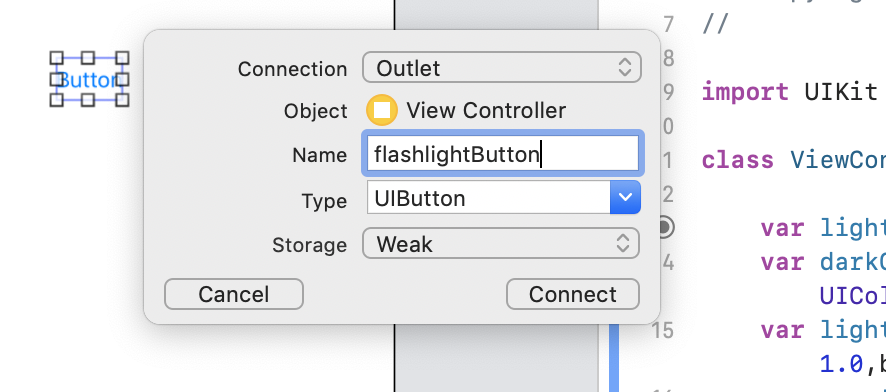 Button
Connection Outlet
Object View Controller
Name flashlightButton
Type UIButton
Storage Weak
Cancel Connect
7 //
8
9 import UIKit
0
1 class ViewCon
2
var light
4 var darkC
UICol
15 var light
1.0,b